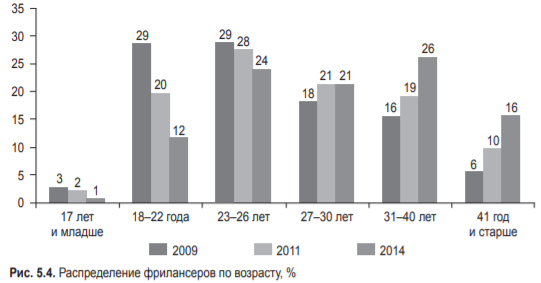 35
30
25
20
15
10
5
0
3 2 1
29 20 12
29 28 24
18 21 21
16 19 26
6 10 16
17 лет и младше
18–22 года
23–26 лет
27–30 лет
31–40 лет
41 год и старше
2009 2011 2014
Рис. 5.4. Распределение фрилансеров по возрасту, %